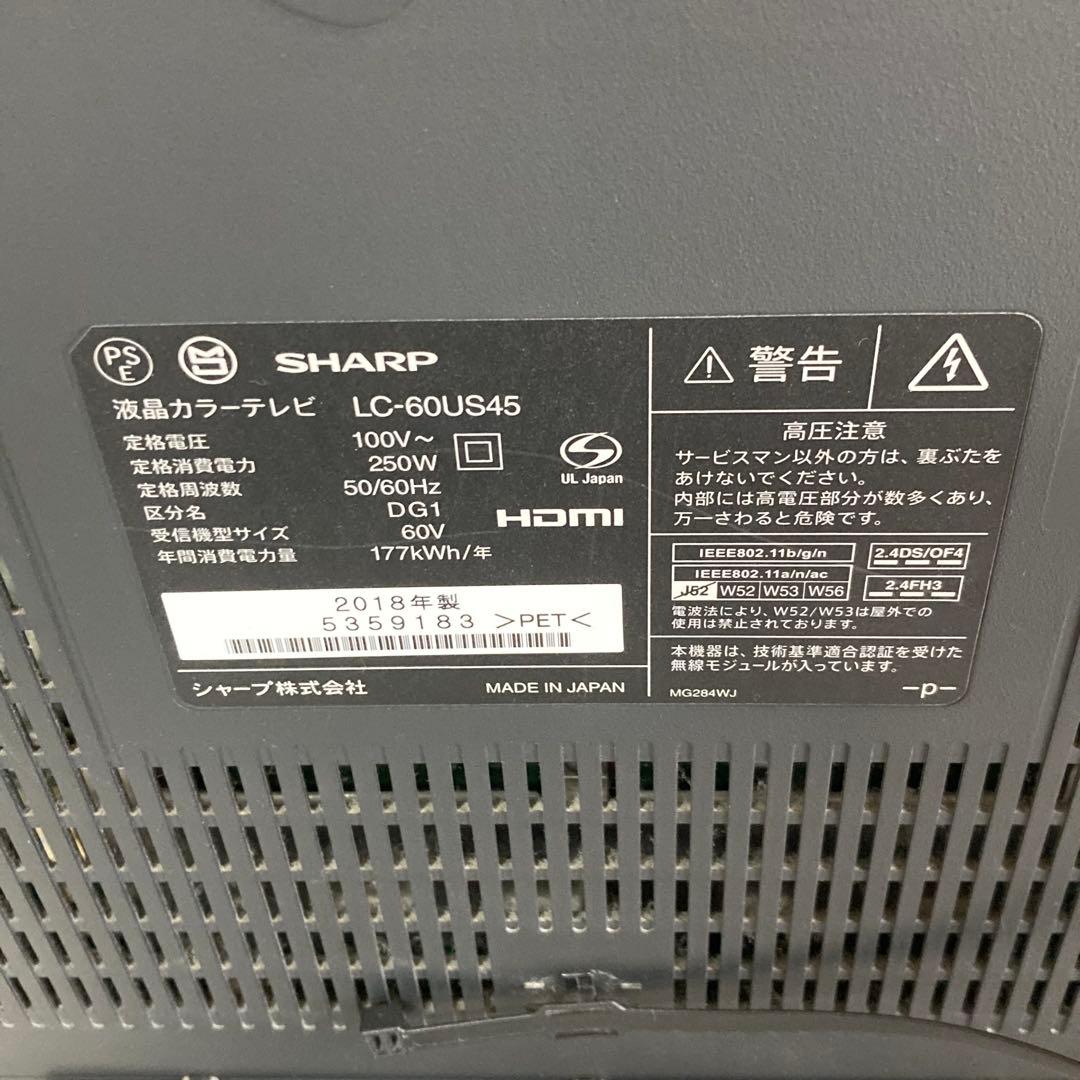 PS
E
SHARP
液晶カラーテレビ LC-60US45
定格電圧 100V～
定格消費電力 250W
定格周波数 50/60Hz
区分名 DG1
受信機型サイズ 60V
年間消費電力量 177kWh/年
UL Japan
HDMI
2018年製
5359183 >PET<
シャープ株式会社 MADE IN JAPAN
警告
高圧注意
サービスマン以外の方は、裏ぶたを
あけないでください。
内部には高電圧部分が数多くあり、
万一さわると危険です。
IEEE802.11b/g/n
2.4DS/OF4
IEEE802.11a/n/ac
J52 W52 W53 W56
2.4FH3
電波法により、W52/W53は屋外での
使用は禁止されております。
本機器は、技術基準適合認証を受けた
無線モジュールが入っています。
MG284WJ -p-